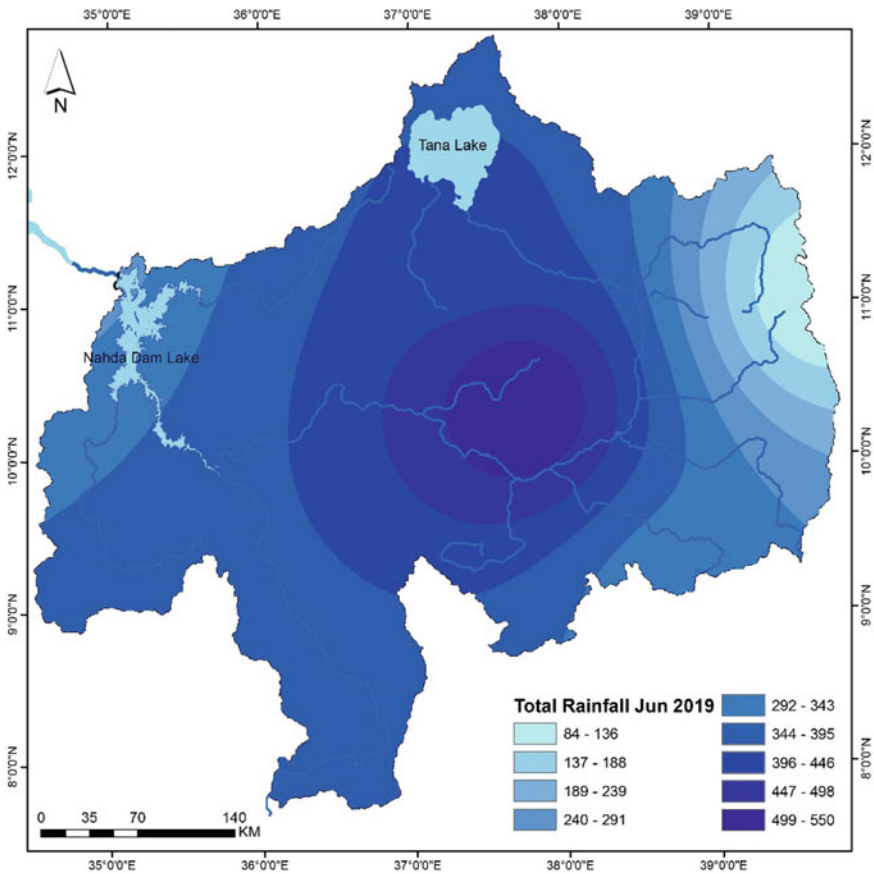 35°0'0"E 36°0'0"E 37°0'0"E 38°0'0"E 39°0'0"E
N
Tana Lake
12°0'0"N 12°0'0"N
11°0'0"N 11°0'0"N
Nahda Dam Lake
10°0'0"N 10°0'0"N
9°0'0"N 9°0'0"N
8°0'0"N 8°0'0"N
Total Rainfall Jun 2019
84 - 136
137 - 188
189 - 239
240 - 291
292 - 343
344 - 395
396 - 446
447 - 498
499 - 550
0 35 70 140
KM
35°0'0"E 36°0'0"E 37°0'0"E 38°0'0"E 39°0'0"E